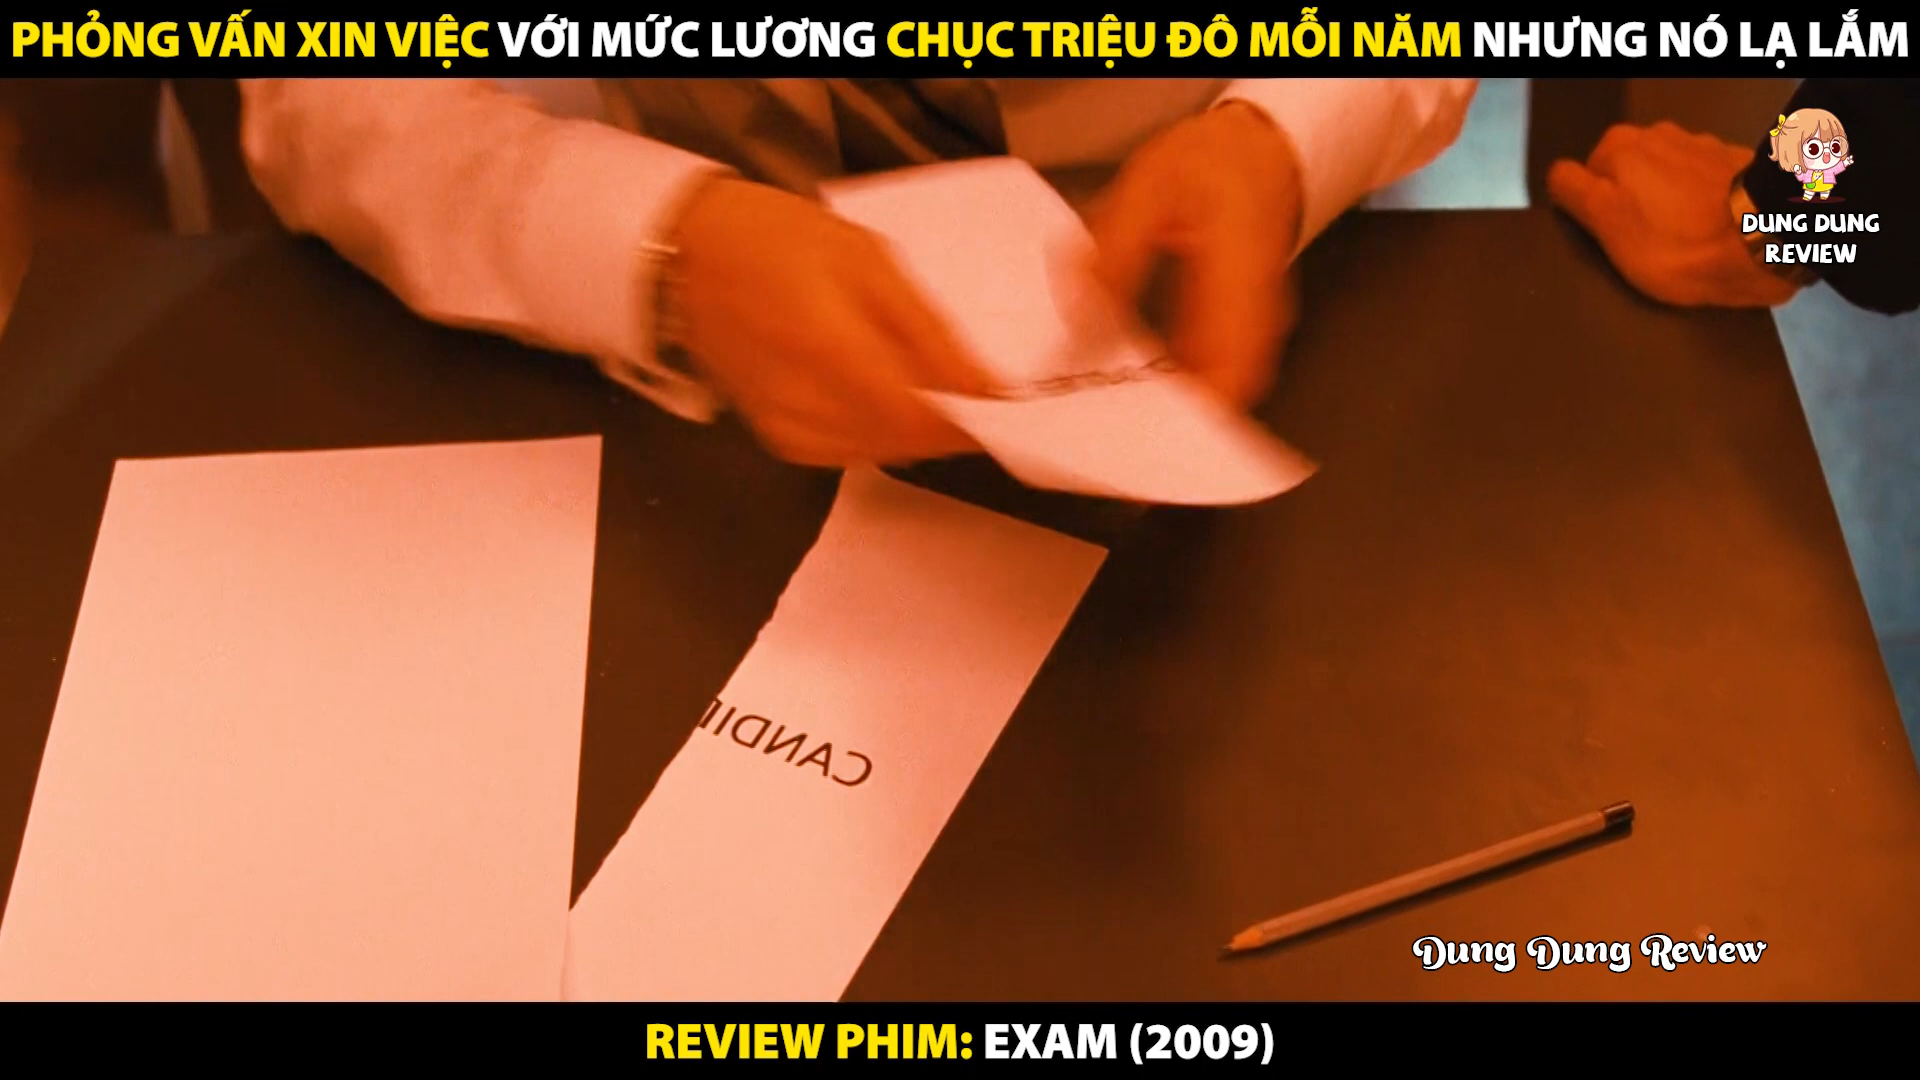 PHỎNG VẤN XIN VIỆC VỚI MỨC LƯƠNG CHỤC TRIỆU ĐÔ MỖI NĂM NHƯNG NÓ LẠ LẮM
DUNG DUNG
REVIEW
CANDID
Dung Dung Review
REVIEW PHIM: EXAM (2009)